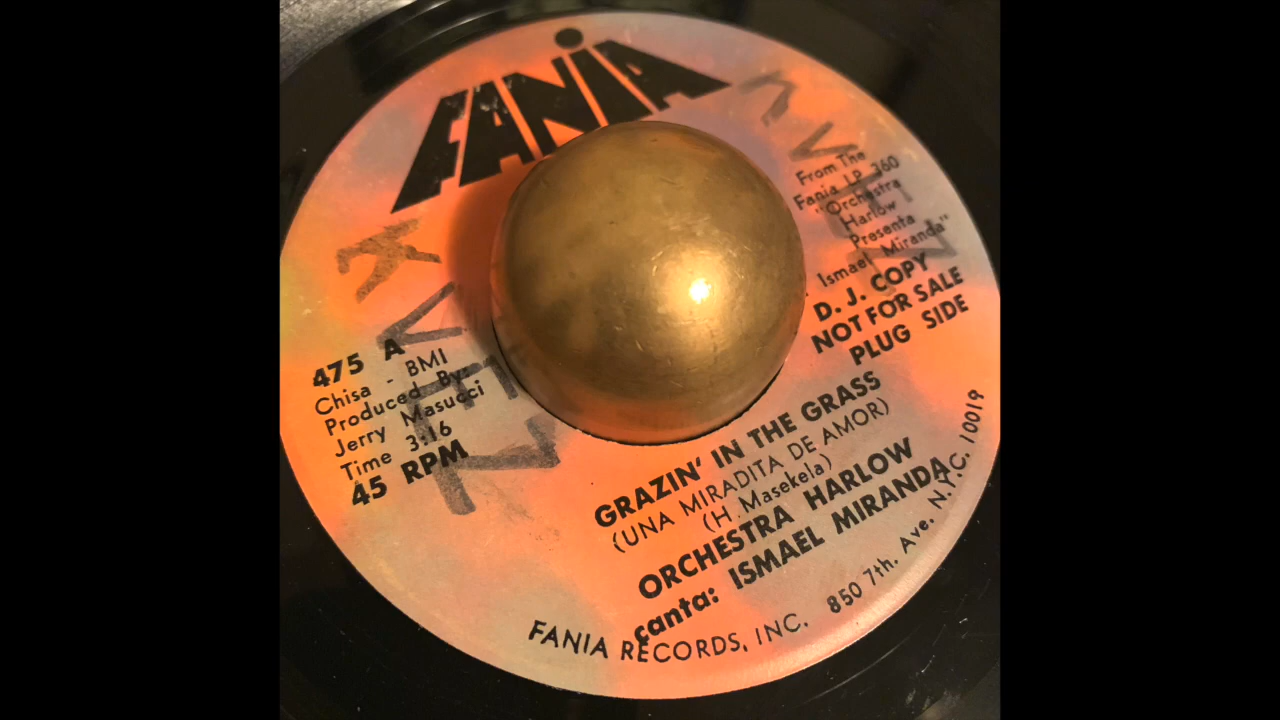 FANIA
From The
Fania LP 360
"Orchestra
Harlow
Presenta
Ismael Miranda"
D. J. COPY
NOT FOR SALE
PLUG SIDE
475 A
Chisa - BMI
Produced By:
Jerry Masucci
Time 3:16
45 RPM
GRAZIN' IN THE GRASS
(UNA MIRADITA DE AMOR)
(H. Masekela)
ORCHESTRA HARLOW
canta: ISMAEL MIRANDA
FANIA RECORDS, INC. 850 7th. Ave. N.Y.C. 10019